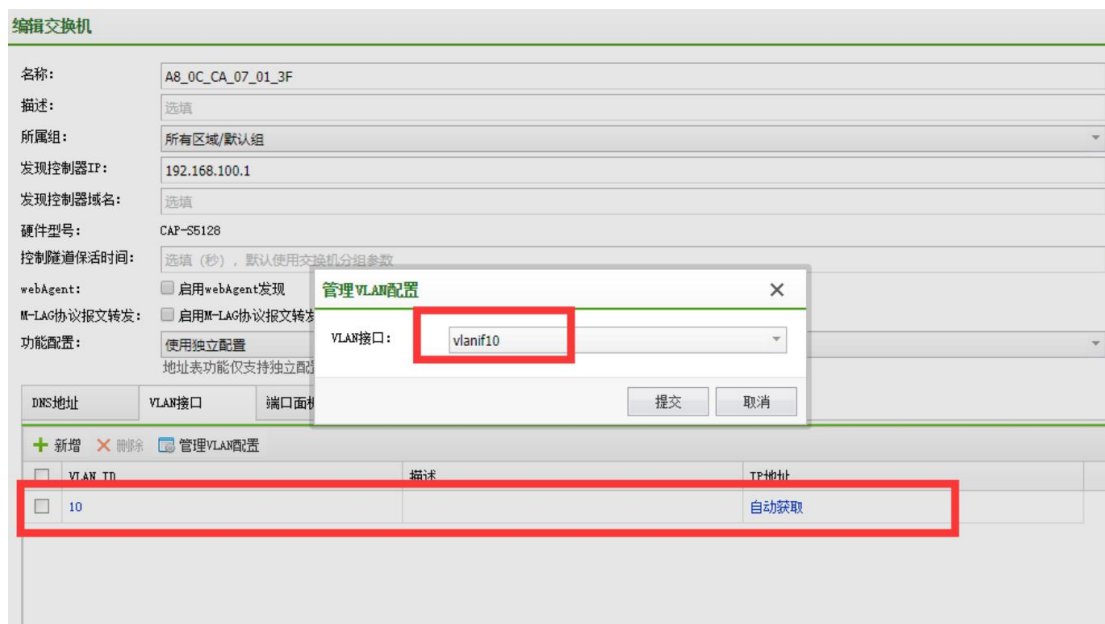 编辑交换机
名称： A8_0C_CA_07_01_3F
描述： 选填
所属组： 所有区域/默认组
发现控制器IP： 192.168.100.1
发现控制器域名： 选填
硬件型号： CAP-S5128
控制隧道保活时间： 选填（秒），默认使用交换机分组参数
webAgent： 启用webAgent发现
M-LAG协议报文转发： 启用M-LAG协议报文转发
功能配置： 使用独立配置
地址表功能仅支持独立配
管理VLAN配置
VLAN接口： vlanif10
提交 取消
DNS地址 VLAN接口 端口面
新增 删除 管理VLAN配置
VLAN ID 描述 IP地址
10 自动获取